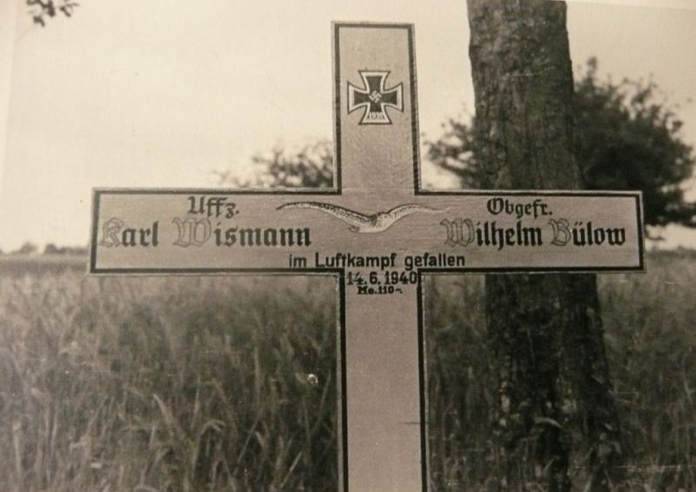 Uffz.
Karl Wismann
Obgefr.
Wilhelm Bülow
im Luftkampf gefallen
14.6.1940
Me.110-.